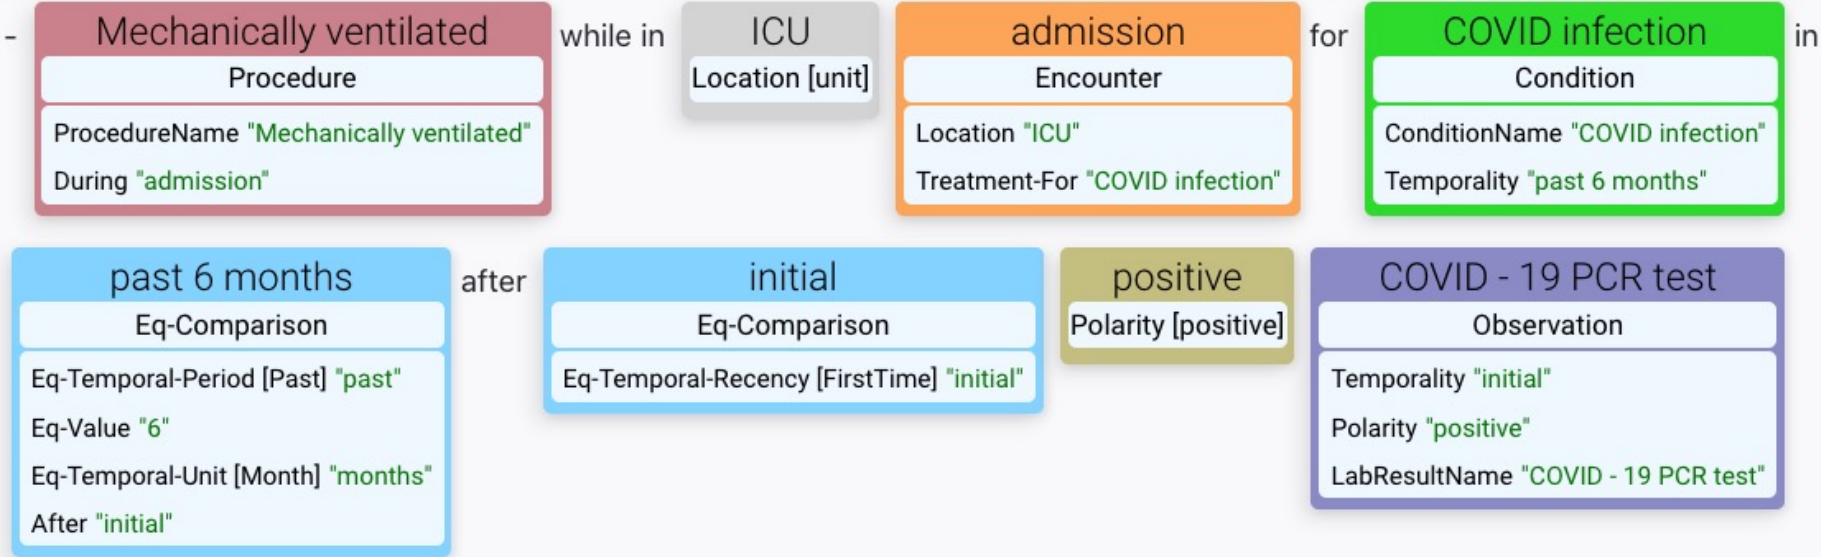 - Mechanically ventilated while in ICU admission for COVID infection in
Procedure Location [unit] Encounter Condition
ProcedureName "Mechanically ventilated" Location "ICU" ConditionName "COVID infection"
During "admission" Treatment-For "COVID infection" Temporality "past 6 months"
past 6 months after initial positive COVID - 19 PCR test
Eq-Comparison Eq-Comparison Polarity [positive] Observation
Eq-Temporal-Period [Past] "past" Eq-Temporal-Recency [FirstTime] "initial" Temporality "initial"
Eq-Value "6" Polarity "positive"
Eq-Temporal-Unit [Month] "months" LabResultName "COVID - 19 PCR test"
After "initial"